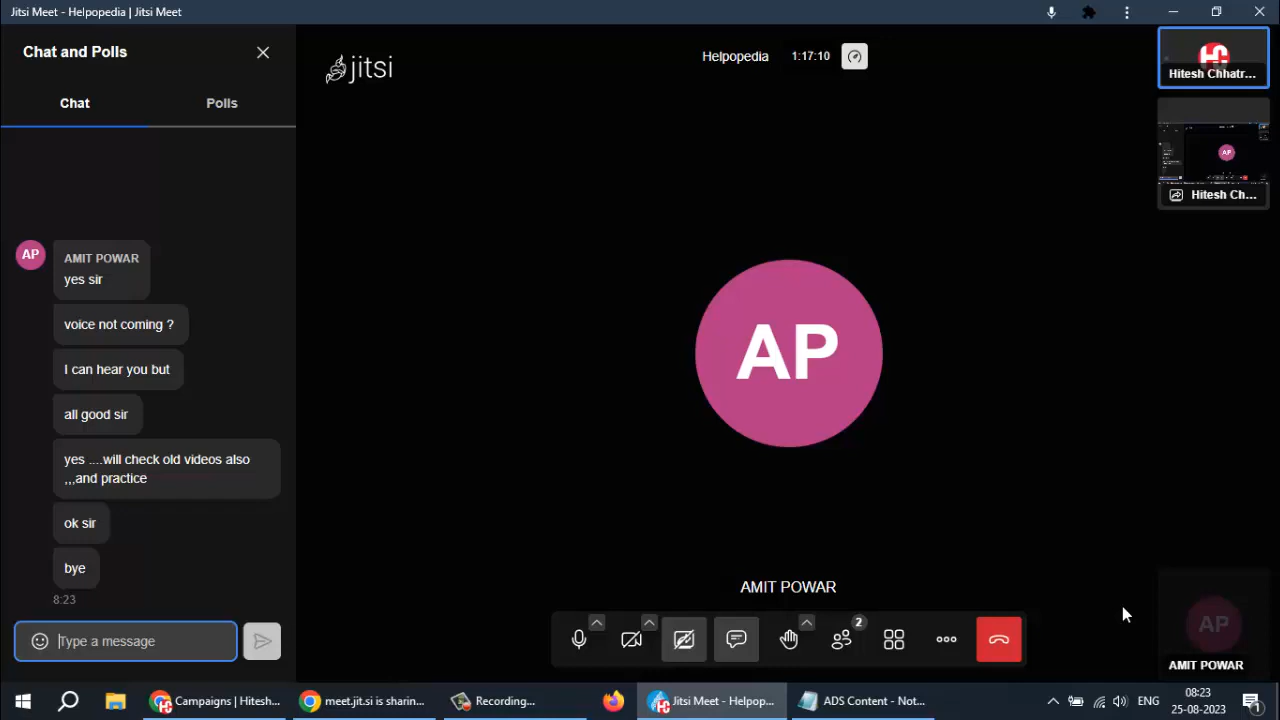 Jitsi Meet - Helpopedia | Jitsi Meet
Chat and Polls
Chat
Polls
AP
AMIT POWAR
yes sir
voice not coming ?
I can hear you but
all good sir
yes ....will check old videos also
,,,and practice
ok sir
bye
8:23
Type a message
jitsi
Helpopedia
1:17:10
AP
AMIT POWAR
2
HC
Hitesh Chhatr...
AP
Hitesh Ch...
AP
AMIT POWAR
Campaigns | Hitesh...
meet.jit.si is sharin...
Recording...
Jitsi Meet - Helpop...
ADS Content - Not...
ENG
08:23
25-08-2023
1